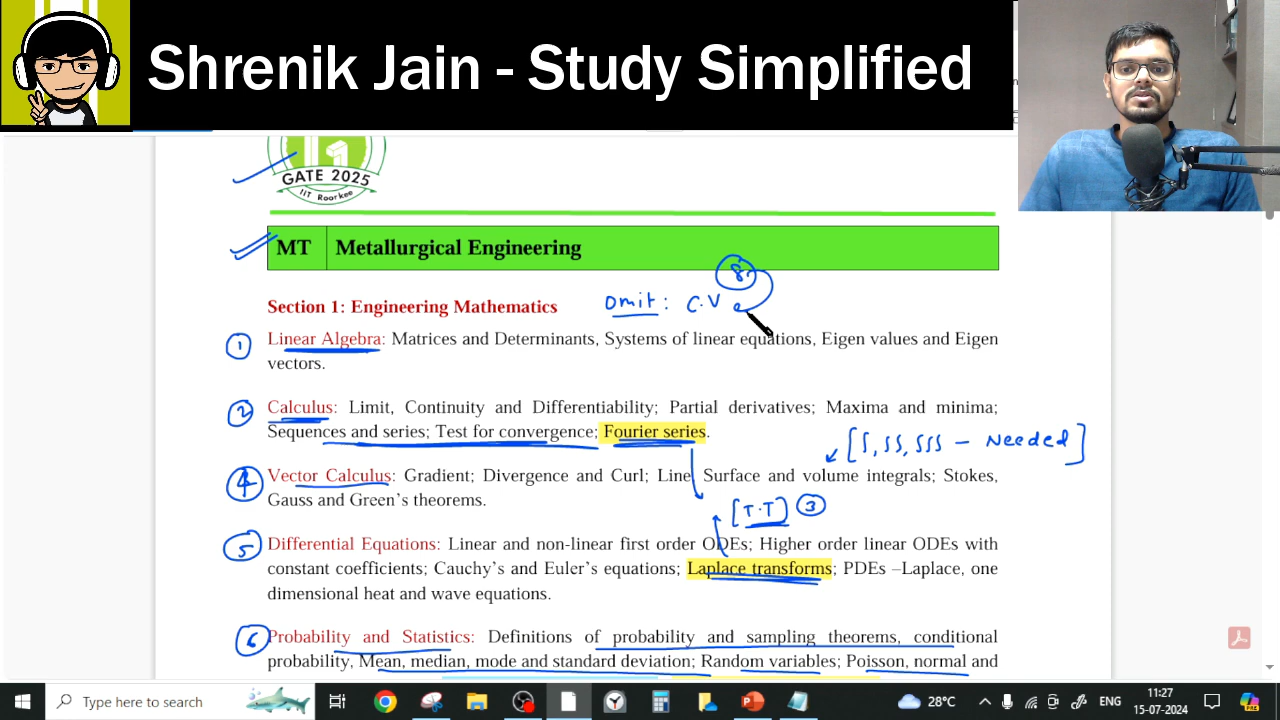 Shrenik Jain - Study Simplified
GATE 2025
IIT Roorkee
MT Metallurgical Engineering
8
Section 1: Engineering Mathematics Omit: C.V
1 Linear Algebra: Matrices and Determinants, Systems of linear equations, Eigen values and Eigen
vectors.
2 Calculus: Limit, Continuity and Differentiability; Partial derivatives; Maxima and minima;
Sequences and series; Test for convergence; Fourier series.
[∫, ∫∫, ∫∫∫ - Needed]
4 Vector Calculus: Gradient; Divergence and Curl; Line, Surface and volume integrals; Stokes,
Gauss and Green's theorems.
[T.T] 3
5 Differential Equations: Linear and non-linear first order ODEs; Higher order linear ODEs with
constant coefficients; Cauchy's and Euler's equations; Laplace transforms; PDEs –Laplace, one
dimensional heat and wave equations.
6 Probability and Statistics: Definitions of probability and sampling theorems, conditional
probability, Mean, median, mode and standard deviation; Random variables; Poisson, normal and
Type here to search
28°C
ENG
11:27
15-07-2024